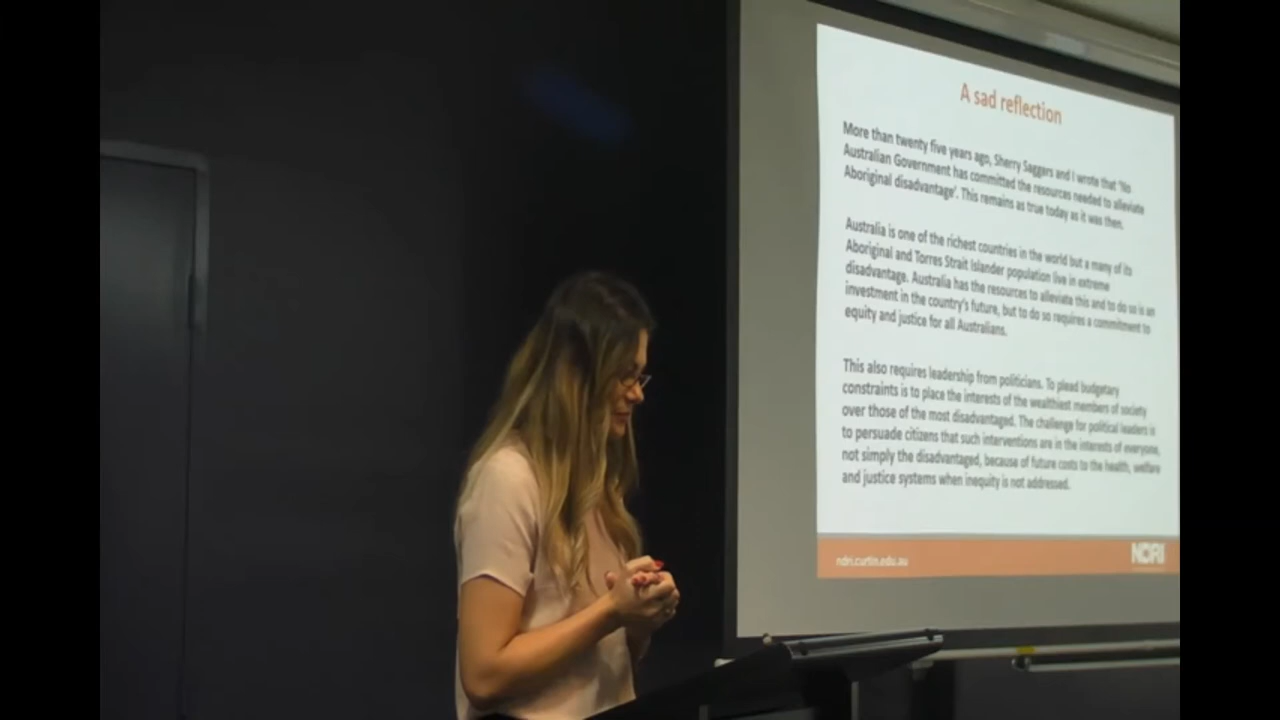 A sad reflection
More than twenty five years ago, Sherry Saggers and I wrote that ‘No
Australian Government has committed the resources needed to alleviate
Aboriginal disadvantage’. This remains as true today as it was then.
Australia is one of the richest countries in the world but a many of its
Aboriginal and Torres Strait Islander population live in extreme
disadvantage. Australia has the resources to alleviate this and to do so is an
investment in the country's future, but to do so requires a commitment to
equity and justice for all Australians.
This also requires leadership from politicians. To plead budgetary
constraints is to place the interests of the wealthiest members of society
over those of the most disadvantaged. The challenge for political leaders is
to persuade citizens that such interventions are in the interests of everyone,
not simply the disadvantaged, because of future costs to the health, welfare
and justice systems when inequity is not addressed.
ndri.curtin.edu.au
NDRI